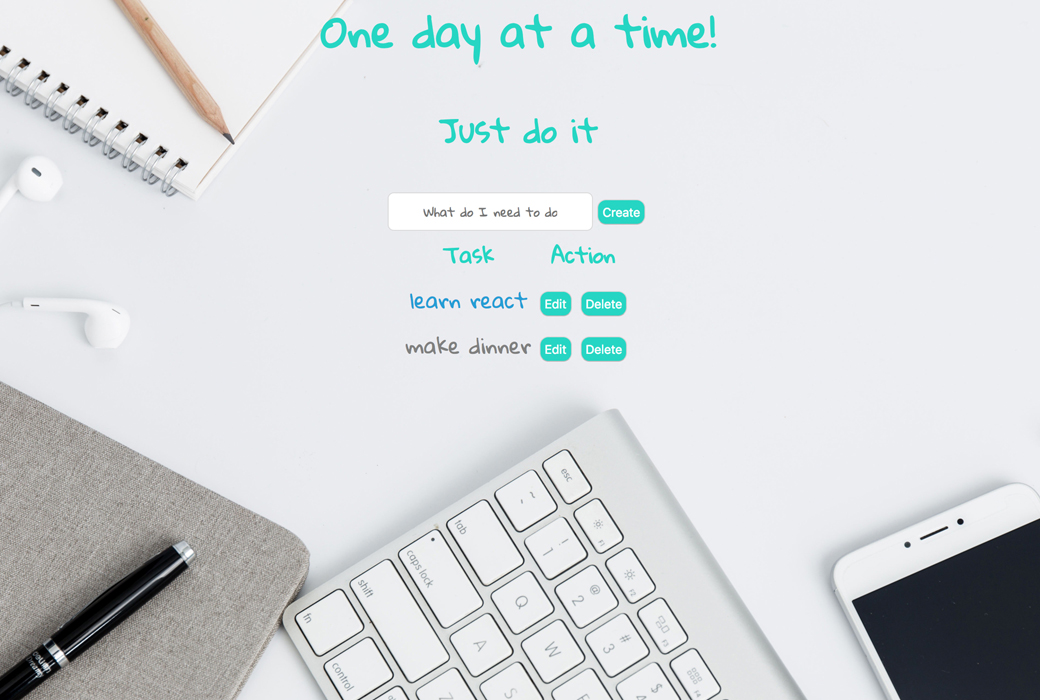 One day at a time!
Just do it
What do I need to do
Create
Task Action
learn react Edit Delete
make dinner Edit Delete
esc
~
tab
! 1
F1
caps lock
Q
@ 2
F2
shift
A
W
# 3
F3
fn
control
Z
S
E
$ 4